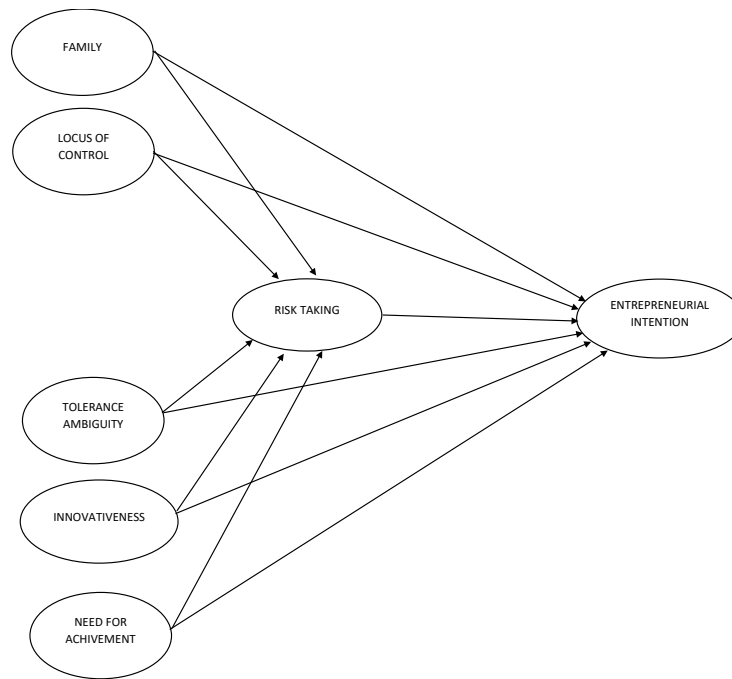 FAMILY
LOCUS OF
CONTROL
RISK TAKING
ENTREPRENEURIAL
INTENTION
TOLERANCE
AMBIGUITY
INNOVATIVENESS
NEED FOR
ACHIVEMENT